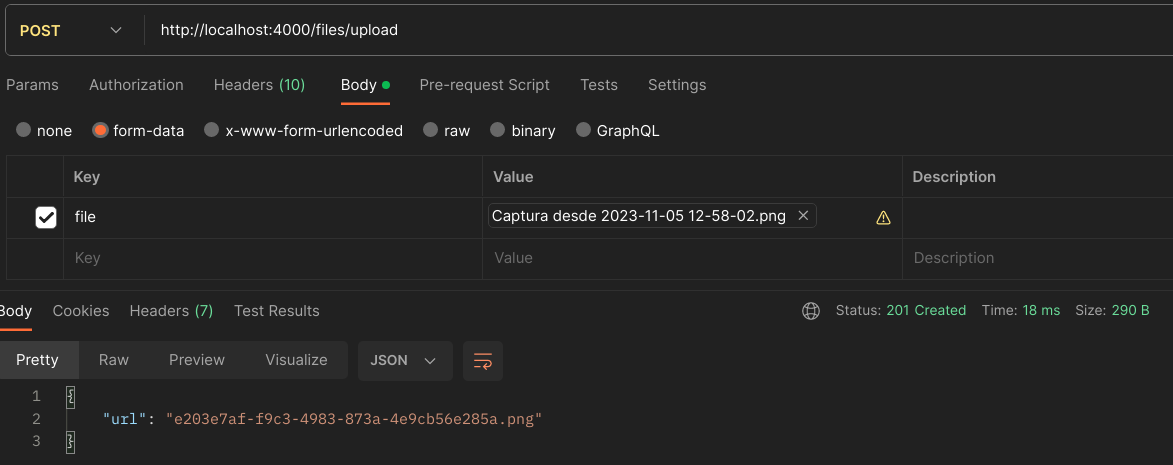 POST http://localhost:4000/files/upload
Params Authorization Headers (10) Body Pre-request Script Tests Settings
none form-data x-www-form-urlencoded raw binary GraphQL
Key Value Description
file Captura desde 2023-11-05 12-58-02.png
Key Value Description
Body Cookies Headers (7) Test Results Status: 201 Created Time: 18 ms Size: 290 B
Pretty Raw Preview Visualize JSON
1 {
2 "url": "e203e7af-f9c3-4983-873a-4e9cb56e285a.png"
3 }